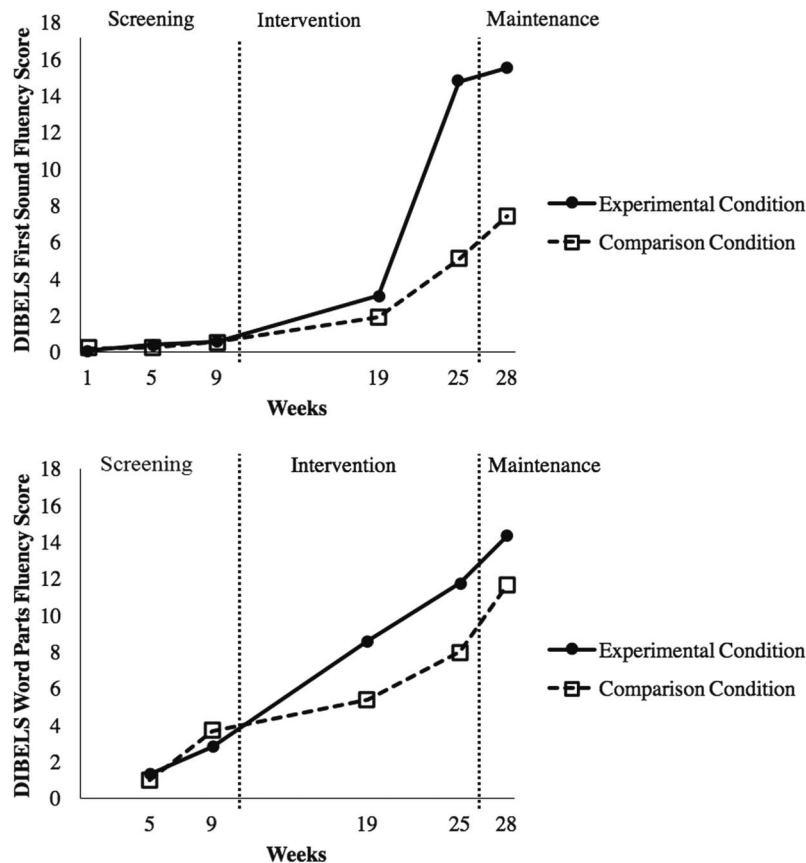 Screening Intervention Maintenance
DIBELS First Sound Fluency Score
18
16
14
12
10
8
6
4
2
0
1 5 9 19 25 28
Weeks
Experimental Condition
Comparison Condition
Screening Intervention Maintenance
DIBELS Word Parts Fluency Score
18
16
14
12
10
8
6
4
2
0
5 9 19 25 28
Weeks
Experimental Condition
Comparison Condition